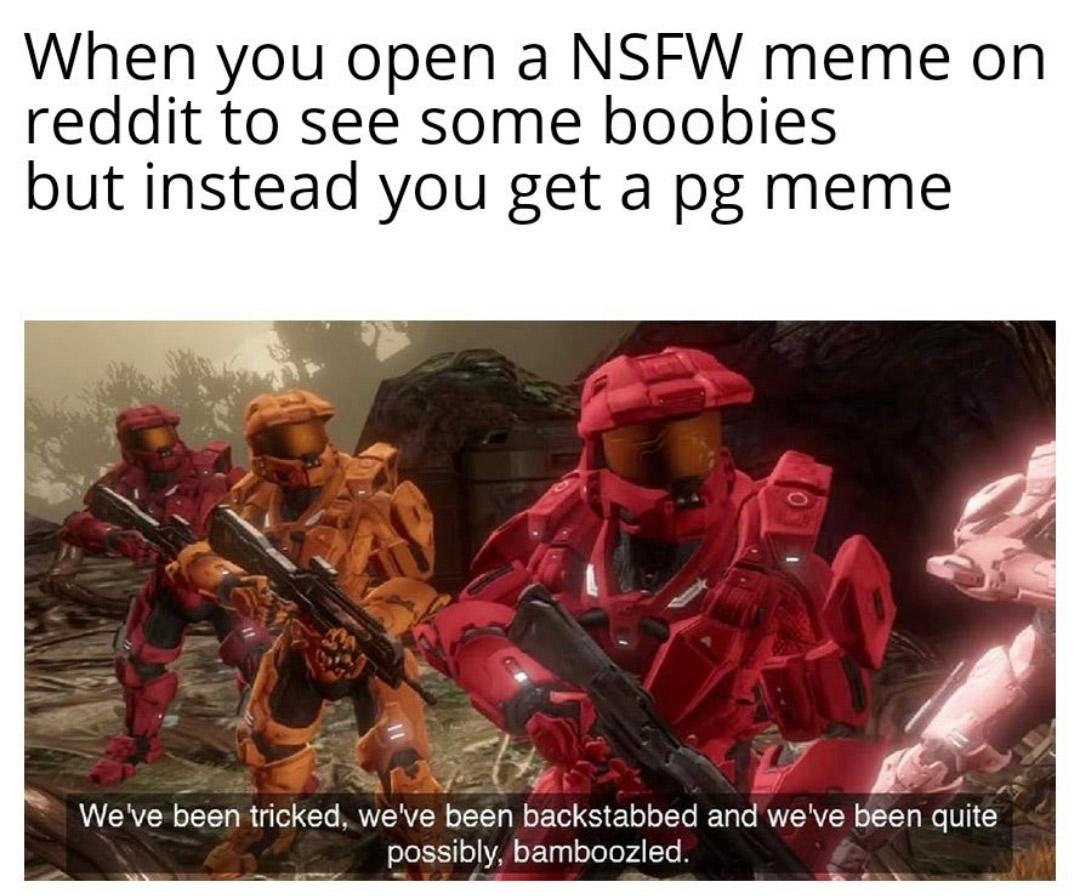 When you open a NSFW meme on
reddit to see some boobies
but instead you get a pg meme
We've been tricked, we've been backstabbed and we've been quite
possibly, bamboozled.